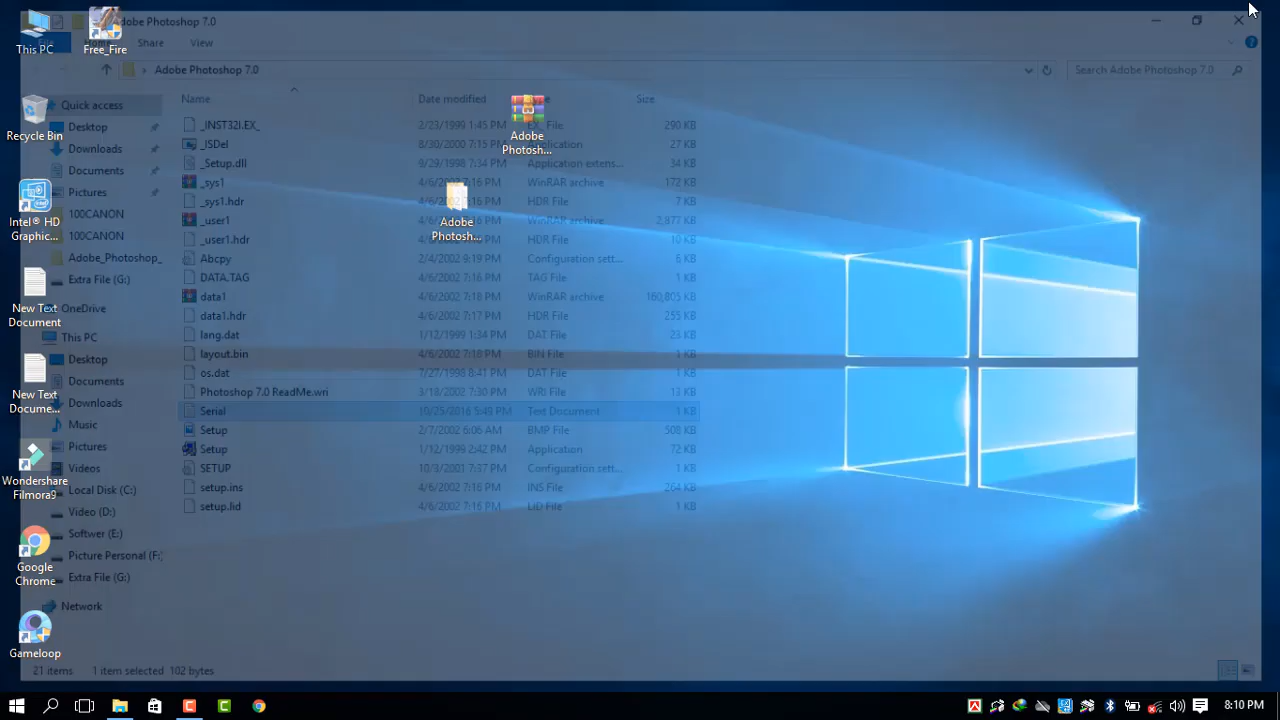 Adobe Photoshop 7.0
File
Home
Share
View
Adobe Photoshop 7.0
Search Adobe Photoshop 7.0
This PC
Free_Fire
Recycle Bin
Intel® HD
Graphic...
New Text
Document
New Text
Docume...
Wondershare
Filmora9
Google
Chrome
Gameloop
Adobe
Photosh...
Adobe
Photosh...
Quick access
Desktop
Downloads
Documents
Pictures
100CANON
100CANON
Adobe_Photoshop_
Extra File (G:)
OneDrive
This PC
Desktop
Documents
Downloads
Music
Pictures
Videos
Local Disk (C:)
Video (D:)
Softwer (E:)
Picture Personal (F:
Extra File (G:)
Network
Name Date modified Type Size
_INST32I.EX_ 2/23/1999 1:45 PM EX_ File 290 KB
_ISDel 8/30/2000 7:15 PM Application 27 KB
_Setup.dll 9/29/1998 7:34 PM Application extens... 34 KB
_sys1 4/6/2002 7:16 PM WinRAR archive 172 KB
_sys1.hdr 4/6/2002 7:16 PM HDR File 7 KB
_user1 4/6/2002 7:16 PM WinRAR archive 2,877 KB
_user1.hdr 4/6/2002 7:16 PM HDR File 10 KB
Abcpy 2/4/2002 9:19 PM Configuration sett... 6 KB
DATA.TAG 4/6/2002 7:16 PM TAG File 1 KB
data1 4/6/2002 7:18 PM WinRAR archive 160,805 KB
data1.hdr 4/6/2002 7:17 PM HDR File 255 KB
lang.dat 1/12/1999 1:34 PM DAT File 23 KB
layout.bin 4/6/2002 7:18 PM BIN File 1 KB
os.dat 7/27/1998 8:41 PM DAT File 1 KB
Photoshop 7.0 ReadMe.wri 3/18/2002 7:30 PM WRI File 13 KB
Serial 10/25/2016 5:49 PM Text Document 1 KB
Setup 2/7/2002 6:06 AM BMP File 508 KB
Setup 1/12/1999 2:42 PM Application 72 KB
SETUP 10/3/2001 7:37 PM Configuration sett... 1 KB
setup.ins 4/6/2002 7:16 PM INS File 264 KB
setup.lid 4/6/2002 7:16 PM LID File 1 KB
21 items 1 item selected 102 bytes
8:10 PM